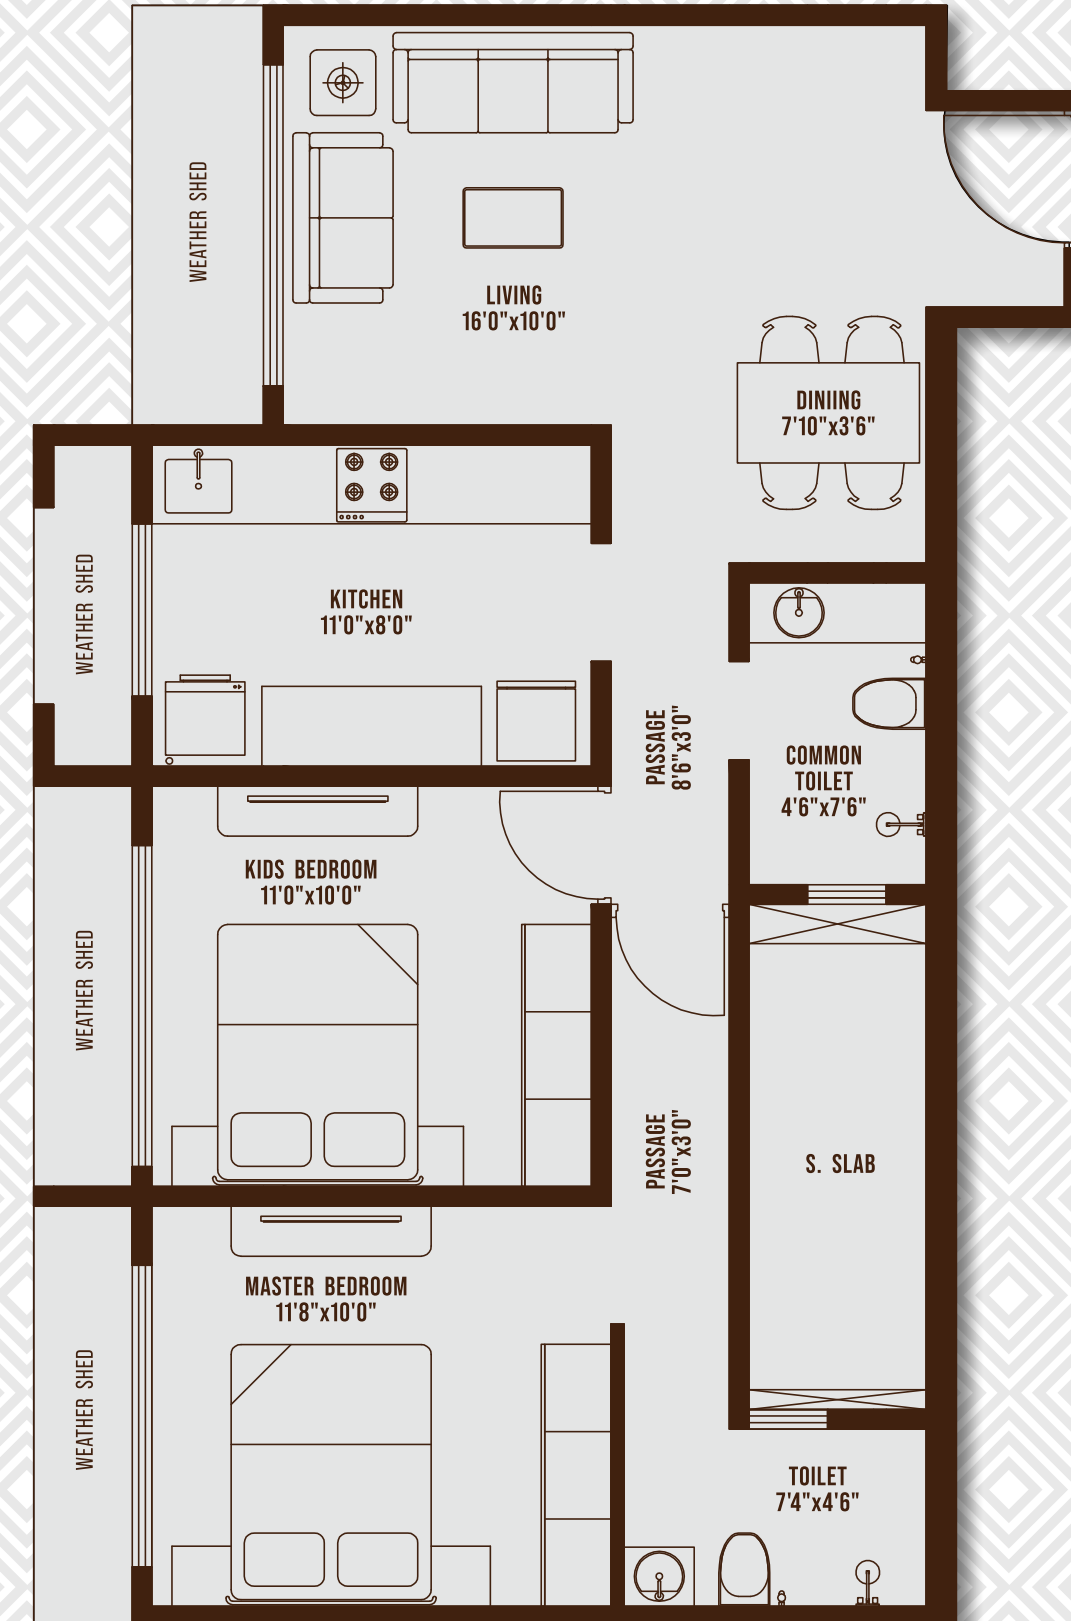 WEATHER SHED
LIVING
16'0"x10'0"
DINIING
7'10"x3'6"
WEATHER SHED
KITCHEN
11'0"x8'0"
PASSAGE
8'6"x3'0"
COMMON
TOILET
4'6"x7'6"
KIDS BEDROOM
11'0"x10'0"
WEATHER SHED
PASSAGE
7'0"x3'0"
S. SLAB
MASTER BEDROOM
11'8"x10'0"
WEATHER SHED
TOILET
7'4"x4'6"